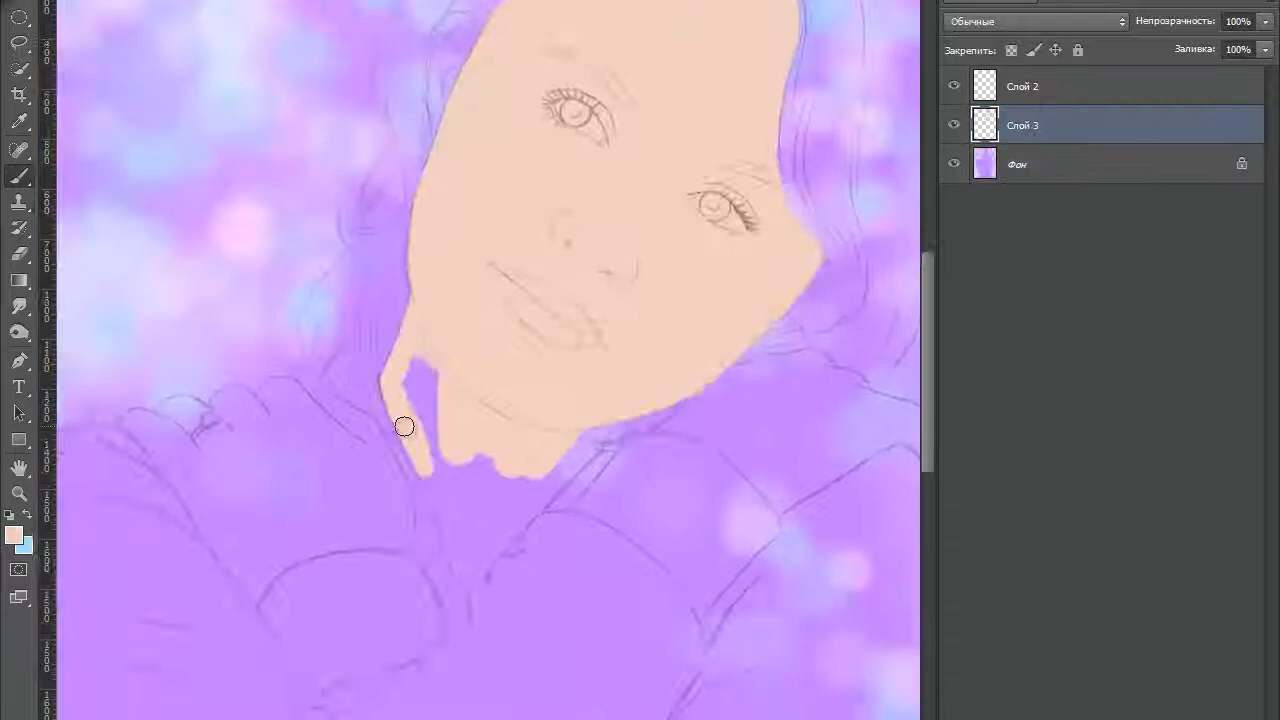 Обычные
Непрозрачность: 100%
Закрепить:
Заливка: 100%
Слой 2
Слой 3
Фон
T